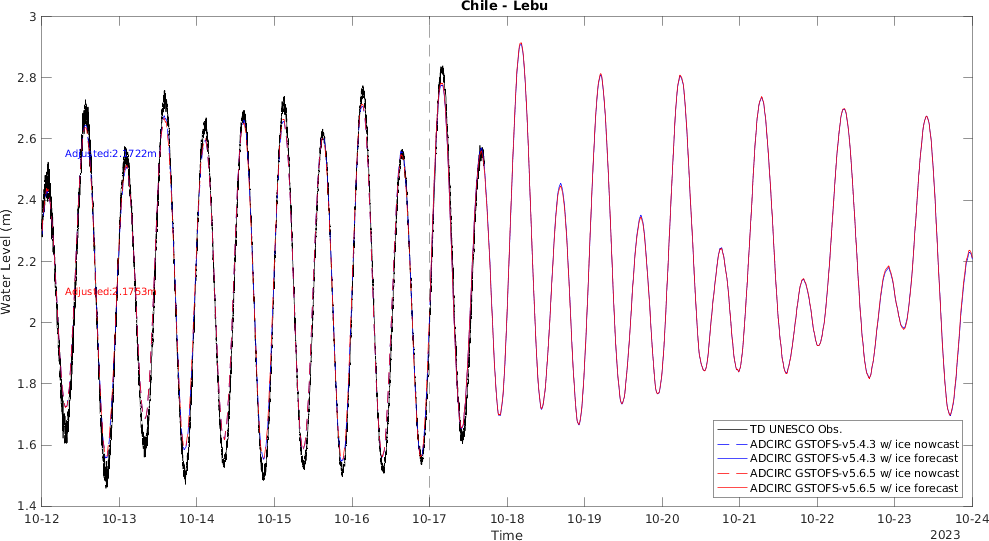 Chile - Lebu
3
2.8
2.6
2.4
2.2
2
1.8
1.6
1.4
Water Level (m)
Adjusted:2.1722m
Adjusted:2.1753m
TD UNESCO Obs.
ADCIRC GSTOFS-v5.4.3 w/ ice nowcast
ADCIRC GSTOFS-v5.4.3 w/ ice forecast
ADCIRC GSTOFS-v5.6.5 w/ ice nowcast
ADCIRC GSTOFS-v5.6.5 w/ ice forecast
10-12 10-13 10-14 10-15 10-16 10-17 10-18 10-19 10-20 10-21 10-22 10-23 10-24
Time
2023